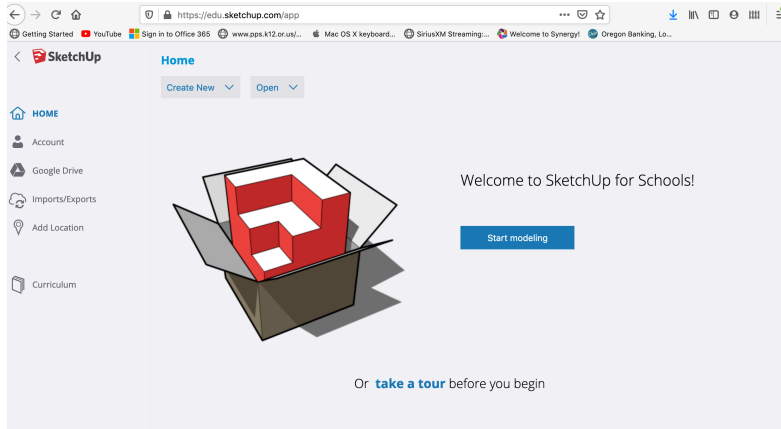 https://edu.sketchup.com/app
Getting Started YouTube Sign in to Office 365 www.pps.k12.or.us/... Mac OS X keyboard... SiriusXM Streaming:... Welcome to Synergy! Oregon Banking, Lo...
SketchUp
Home
Create New Open
HOME
Account
Google Drive
Imports/Exports
Add Location
Curriculum
Welcome to SketchUp for Schools!
Start modeling
Or take a tour before you begin